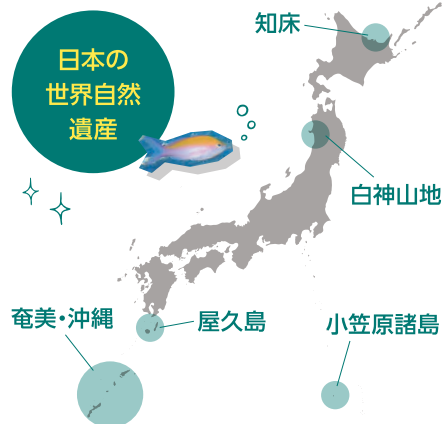 日本の
世界自然
遺産
知床
白神山地
奄美・沖縄
屋久島
小笠原諸島